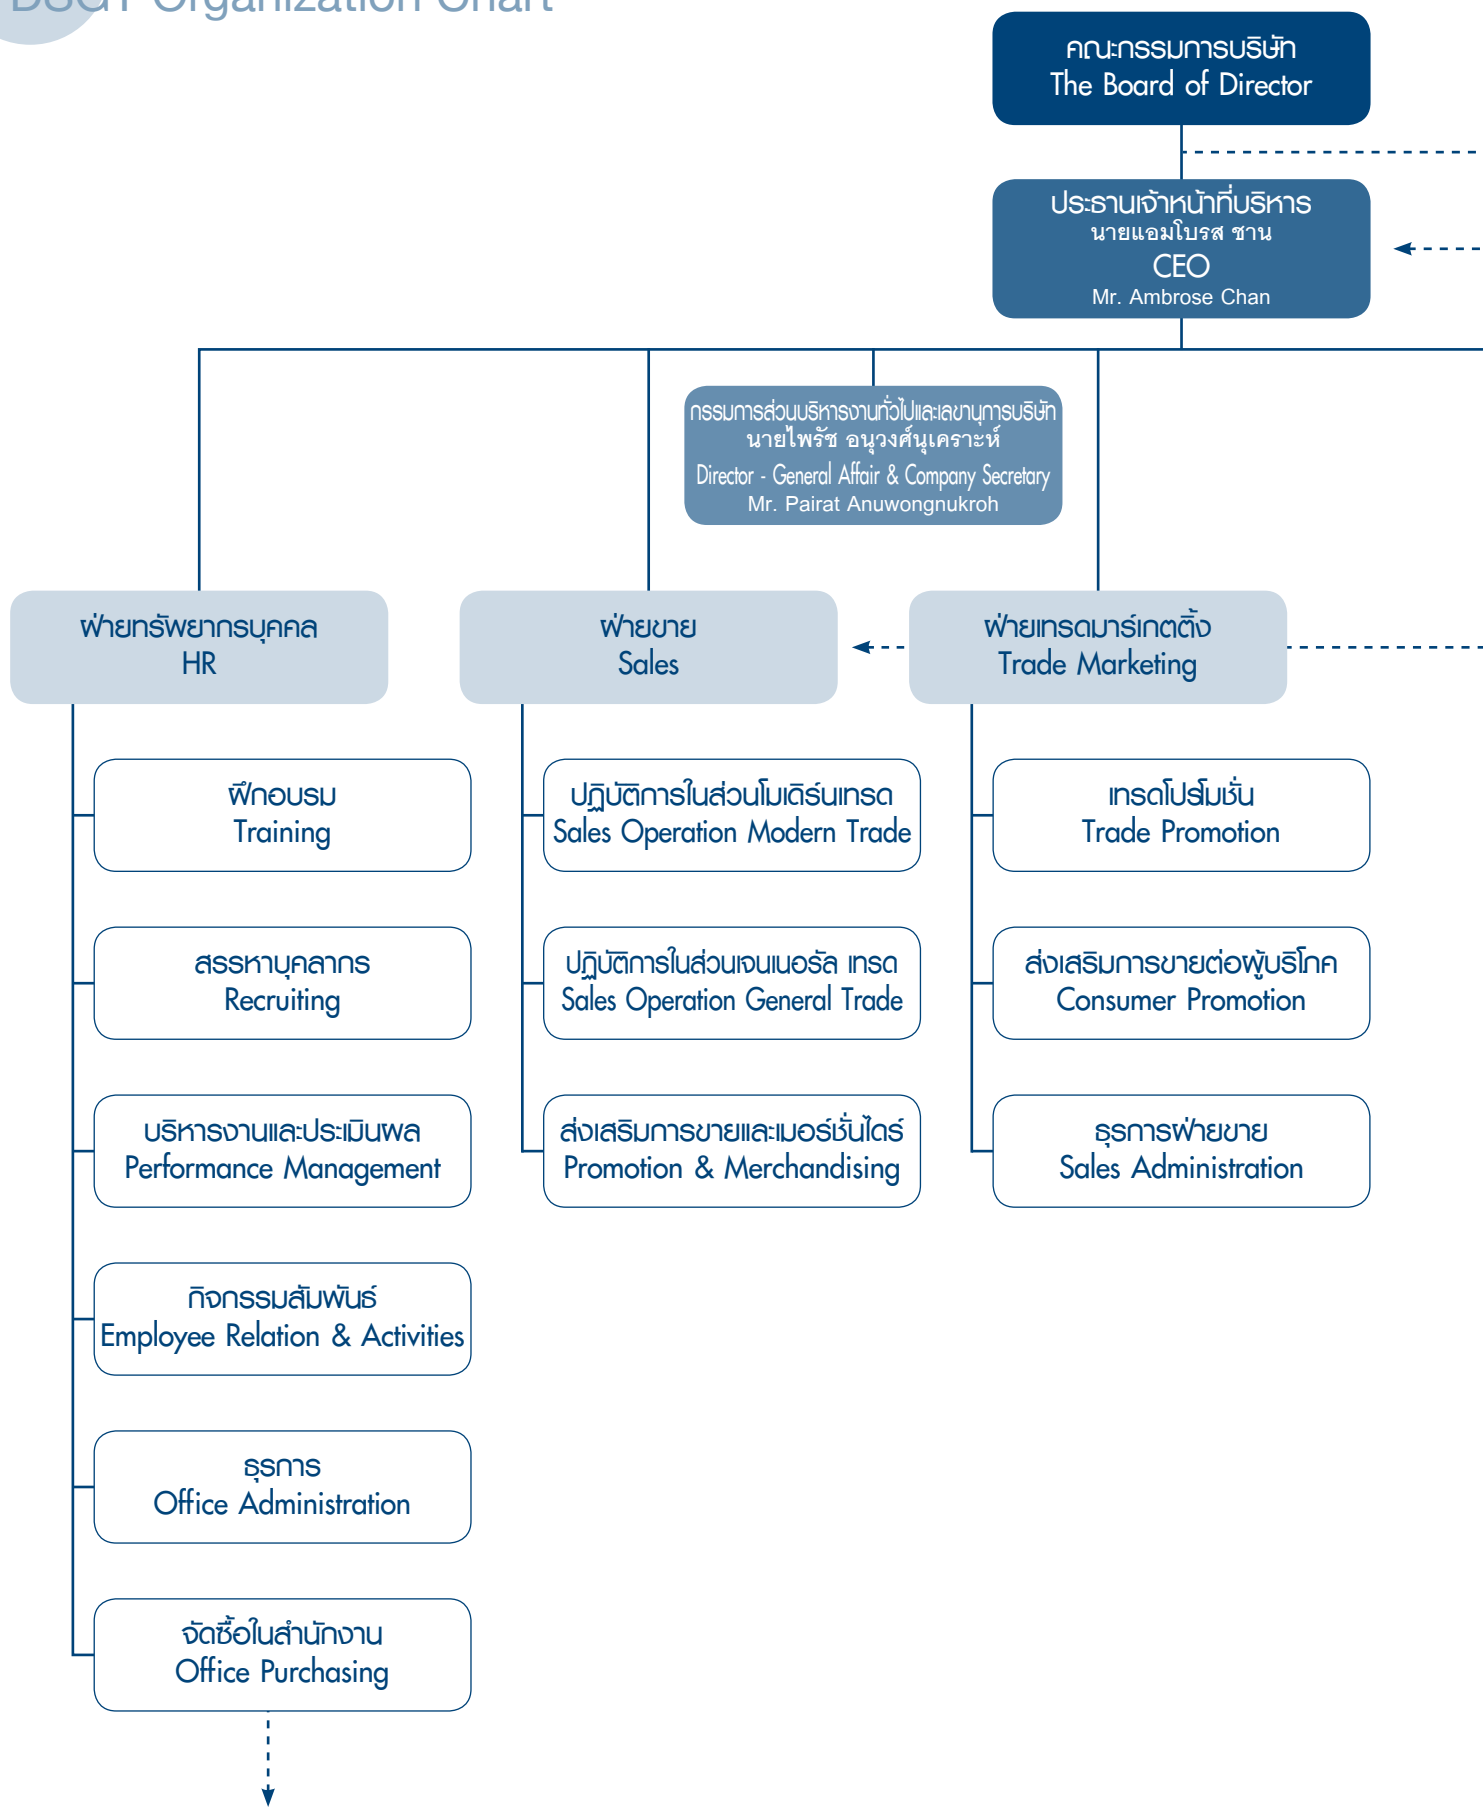 DSGT Organization Chart
คณะกรรมการบริษัท
The Board of Director
ประธานเจ้าหน้าที่บริหาร
นายแอมโบรส ชาน
CEO
Mr. Ambrose Chan
กรรมการส่วนบริหารงานทั่วไปและเลขานุการบริษัท
นายไพรัช อนุวงศ์นุเคราะห์
Director - General Affair & Company Secretary
Mr. Pairat Anuwongnukroh
ฝ่ายทรัพยากรบุคคล
HR
ฝึกอบรม
Training
สรรหาบุคลากร
Recruiting
บริหารงานและประเมินผล
Performance Management
กิจกรรมสัมพันธ์
Employee Relation & Activities
ธุรการ
Office Administration
จัดซื้อในสำนักงาน
Office Purchasing
ฝ่ายขาย
Sales
ปฏิบัติการในส่วนโมเดิร์นเทรด
Sales Operation Modern Trade
ปฏิบัติการในส่วนเจนเนอรัล เทรด
Sales Operation General Trade
ส่งเสริมการขายและเมอร์ชั่นไดร์
Promotion & Merchandising
ฝ่ายเทรดมาร์เกตติ้ง
Trade Marketing
เทรดโปรโมชั่น
Trade Promotion
ส่งเสริมการขายต่อผู้บริโภค
Consumer Promotion
ธุรการฝ่ายขาย
Sales Administration